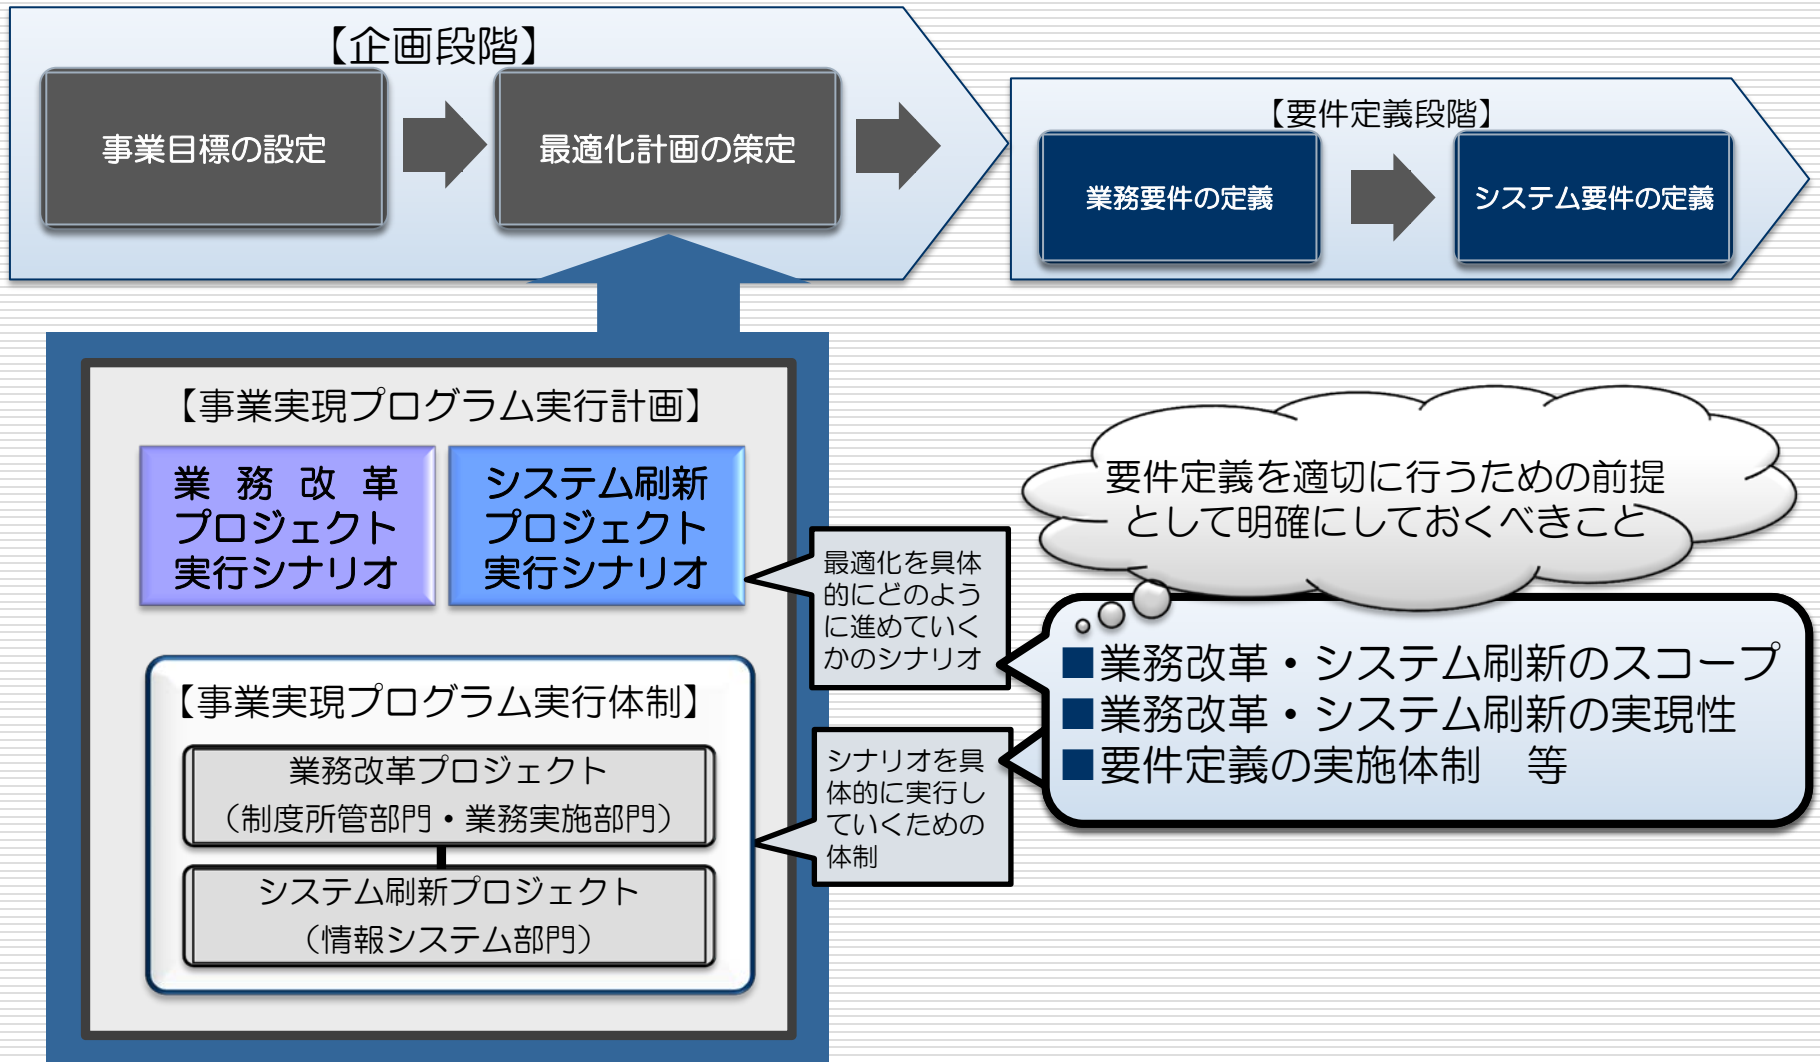 【企画段階】
事業目標の設定
最適化計画の策定
【要件定義段階】
業務要件の定義
システム要件の定義
【事業実現プログラム実行計画】
業務改革
プロジェクト
実行シナリオ
システム刷新
プロジェクト
実行シナリオ
最適化を具体
的にどのよう
に進めていく
かのシナリオ
【事業実現プログラム実行体制】
業務改革プロジェクト
（制度所管部門・業務実施部門）
システム刷新プロジェクト
（情報システム部門）
シナリオを具
体的に実行し
ていくための
体制
要件定義を適切に行うための前提
として明確にしておくべきこと
■業務改革・システム刷新のスコープ
■業務改革・システム刷新の実現性
■要件定義の実施体制　等